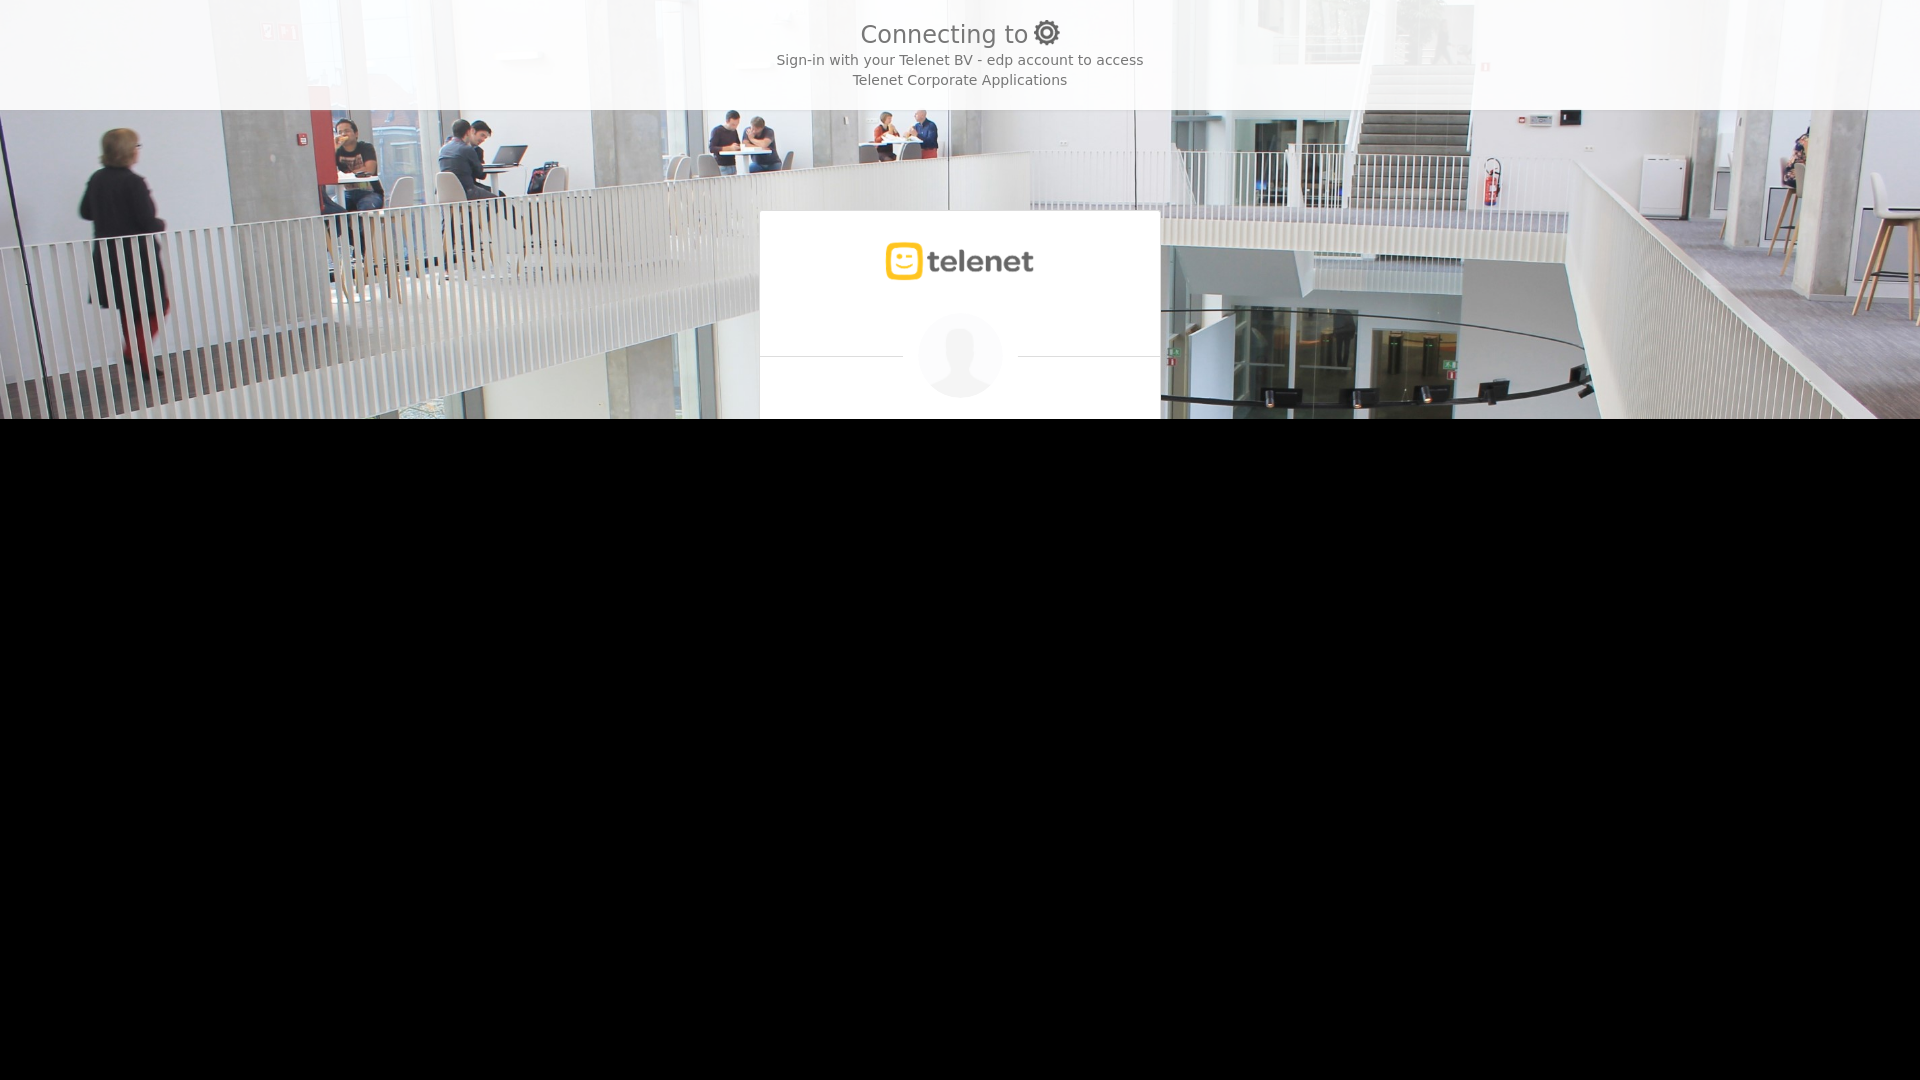 Connecting to
Sign-in with your Telenet BV - edp account to access
Telenet Corporate Applications
telenet